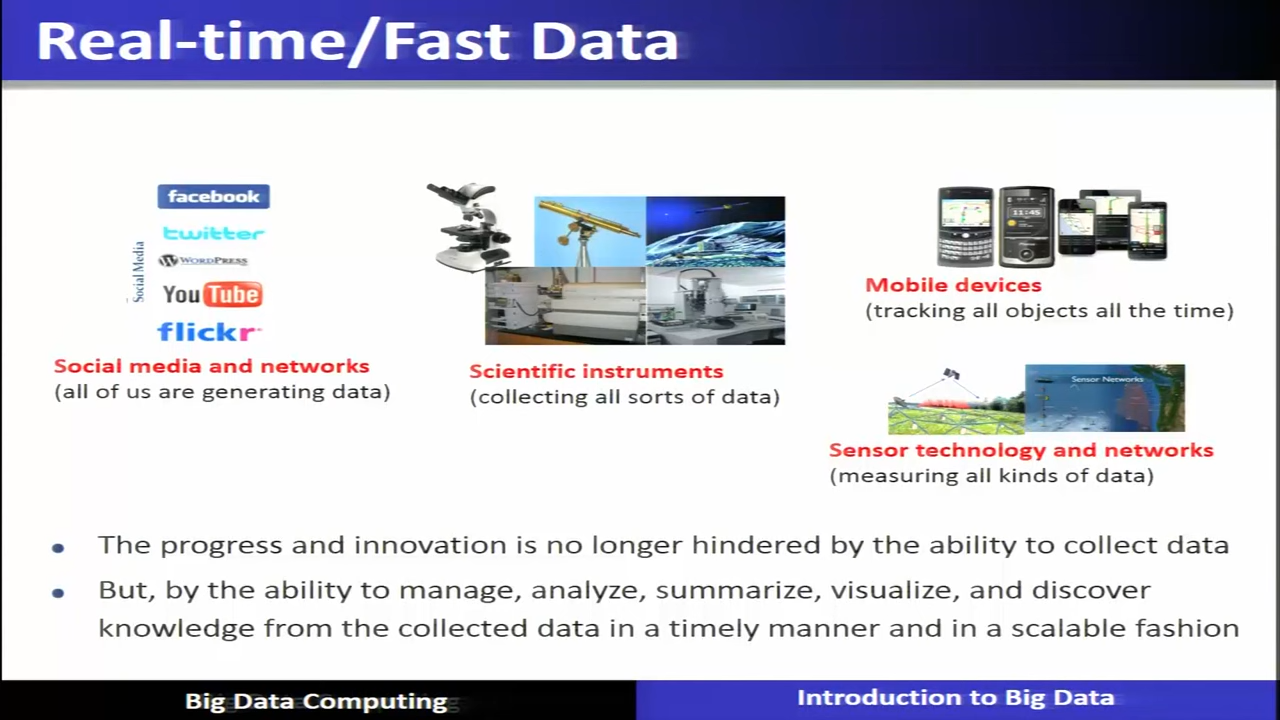 Real-time/Fast Data
facebook
twitter
WORDPRESS
YouTube
flickr
Social Media
Social media and networks
(all of us are generating data)
Scientific instruments
(collecting all sorts of data)
11:45
Mobile devices
(tracking all objects all the time)
Sensor Networks
Sensor technology and networks
(measuring all kinds of data)
• The progress and innovation is no longer hindered by the ability to collect data
• But, by the ability to manage, analyze, summarize, visualize, and discover
knowledge from the collected data in a timely manner and in a scalable fashion
Big Data Computing
Introduction to Big Data